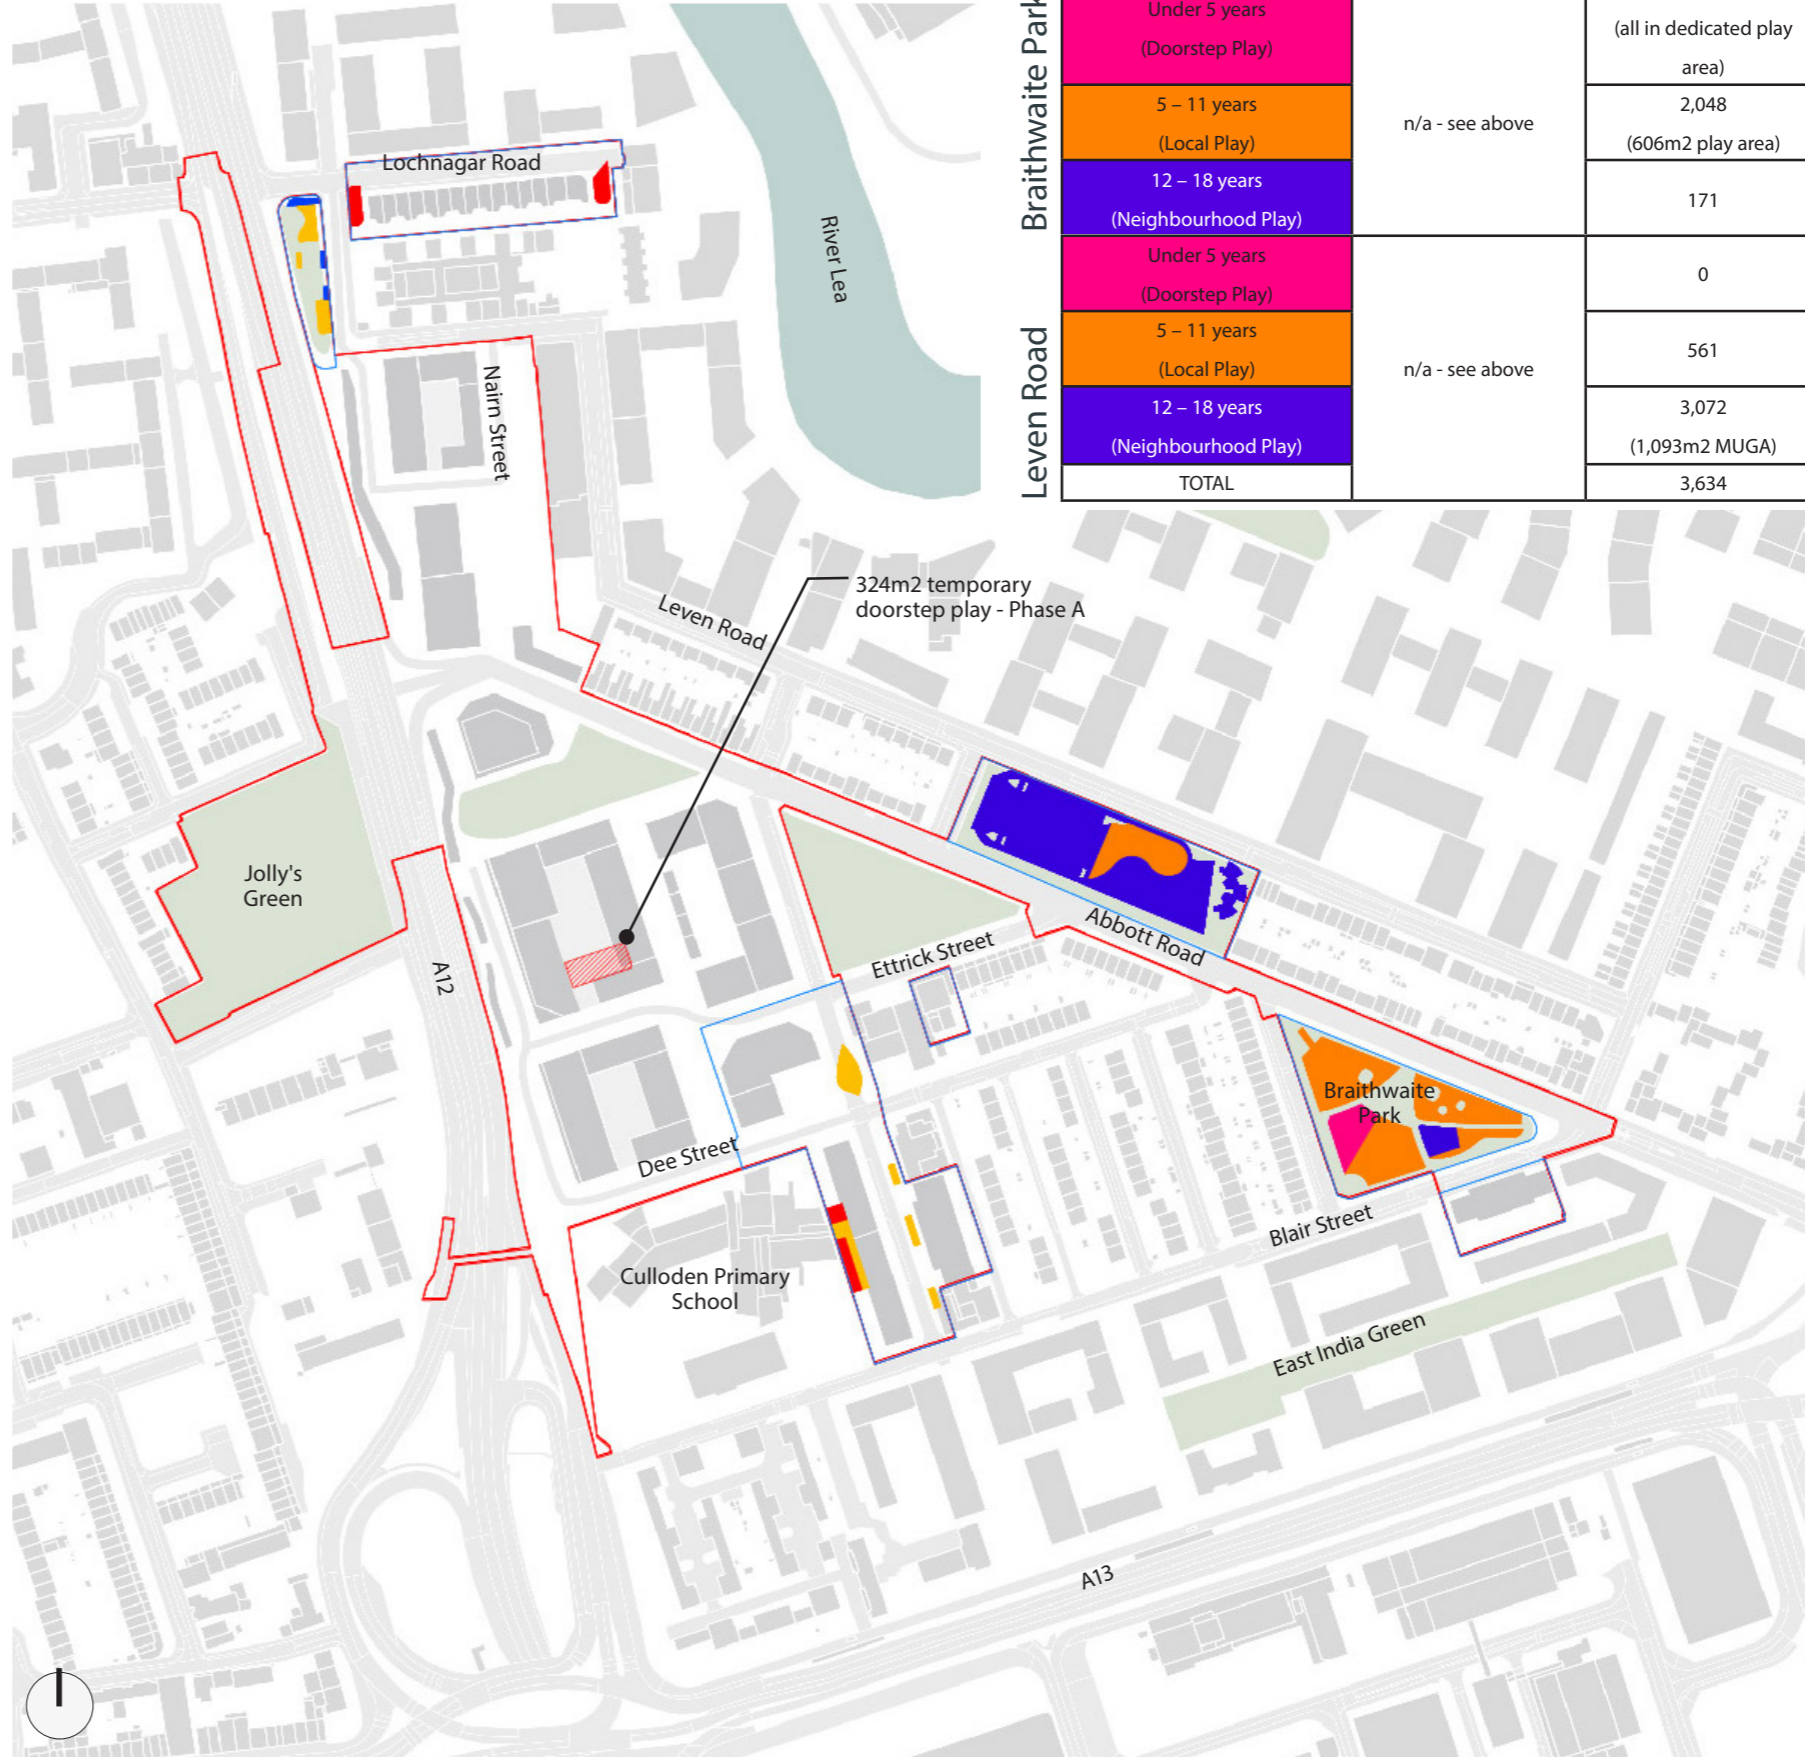 Braithwaite Park
Under 5 years
(Doorstep Play)
(all in dedicated play
area)
5 – 11 years
(Local Play)
n/a - see above
2,048
(606m2 play area)
12 – 18 years
(Neighbourhood Play)
171
Leven Road
Under 5 years
(Doorstep Play)
0
5 – 11 years
(Local Play)
n/a - see above
561
12 – 18 years
(Neighbourhood Play)
3,072
(1,093m2 MUGA)
TOTAL
3,634
Lochnagar Road
River Lea
Nairn Street
324m2 temporary
doorstep play - Phase A
Leven Road
Jolly's
Green
A12
Ettrick Street
Abbott Road
Braithwaite
Park
Dee Street
Blair Street
Culloden Primary
School
East India Green
A13